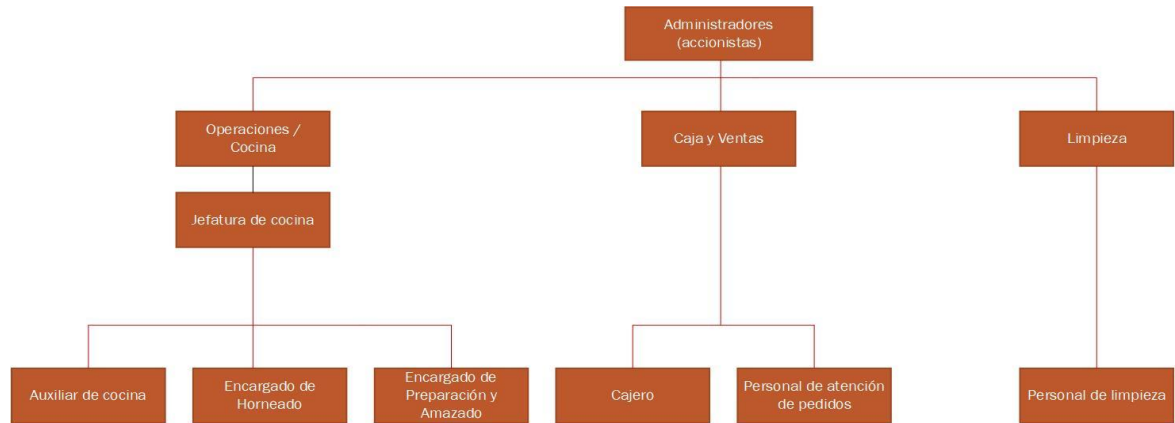 Administradores
(accionistas)
Operaciones /
Cocina
Caja y Ventas
Limpieza
Jefatura de cocina
Auxiliar de cocina
Encargado de
Horneado
Encargado de
Preparación y
Amazado
Cajero
Personal de atención
de pedidos
Personal de limpieza